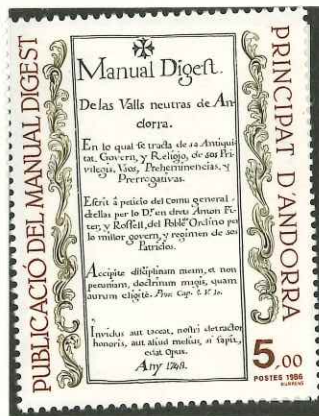 PUBLICACIÓ DEL MANUAL DIGEST
Manual Digest.
De las Valls neutras de An-
dorra.
En lo qual se tracta de sa Antiqui-
tat, Govern, y Religio, de sos Pri-
vilegis, Usos, Preheminencias, y
Prerrogativas.
Escrit á peticio del Comu general
de ellas per lo Dr. en drets Anton Fi-
ter, y Rossell, del Poble Ordino per
lo millor govern, y regimen de sos
Patricios.
Accipite disciplinam meam, et non
pecuniam, doctrinam magis, quam
aurum eligite. Prov. Cap. 8. V. 10.
Invidus aut taceat, nostri detractor
honoris, aut aliud melius, si sapit,
edat opus.
Any 1748.
PRINCIPAT D'ANDORRA
5,00
POSTES 1986